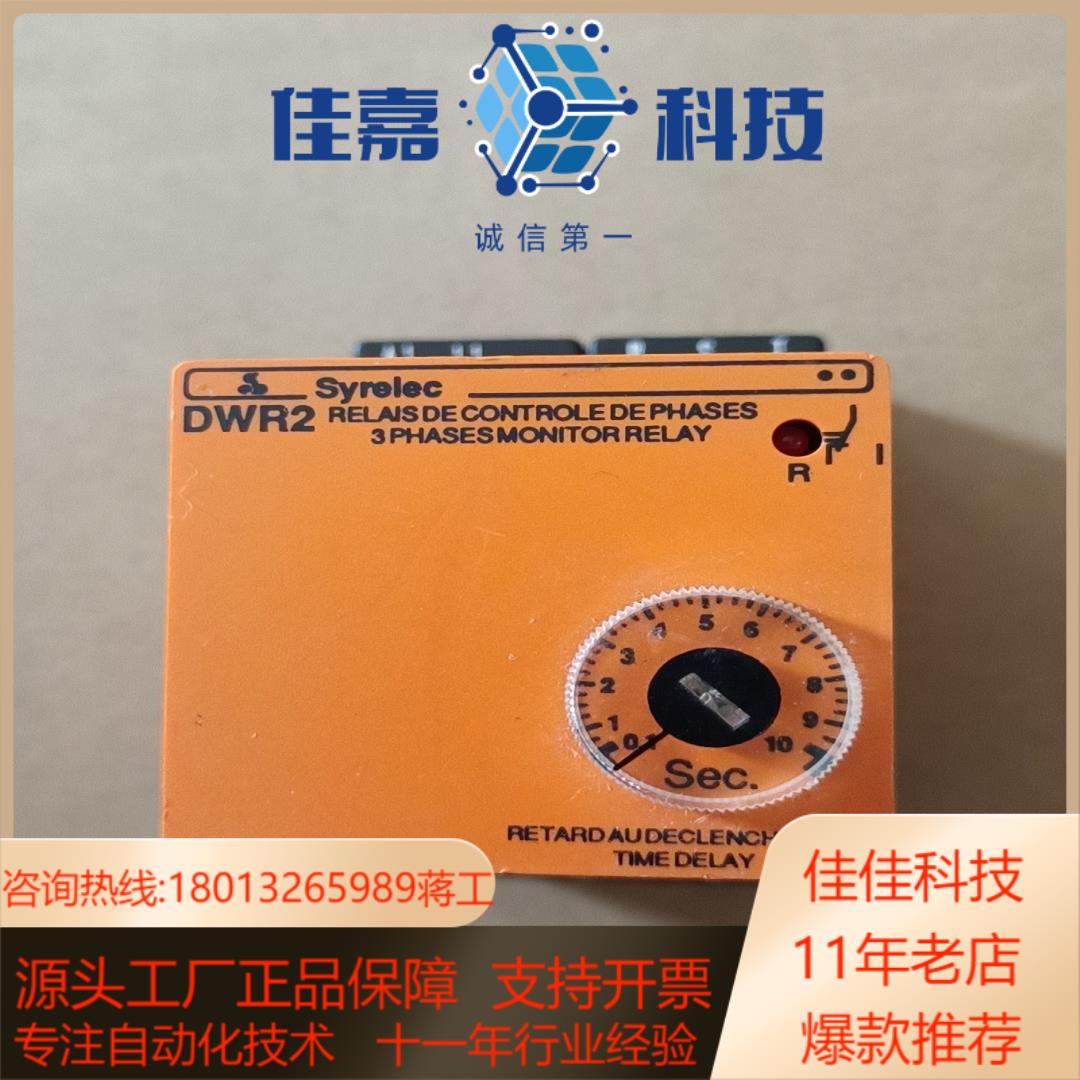 佳嘉 科技
诚信第一
Syrelec
DWR2 RELAIS DE CONTROLE DE PHASES
3 PHASES MONITOR RELAY
R
0.1 1 2 3 4 5 6 7 8 9 10
Sec.
RETARD AU DECLENCH
TIME DELAY
咨询热线:18013265989蒋工
佳佳科技
11年老店
爆款推荐
源头工厂正品保障 支持开票
专注自动化技术 十一年行业经验